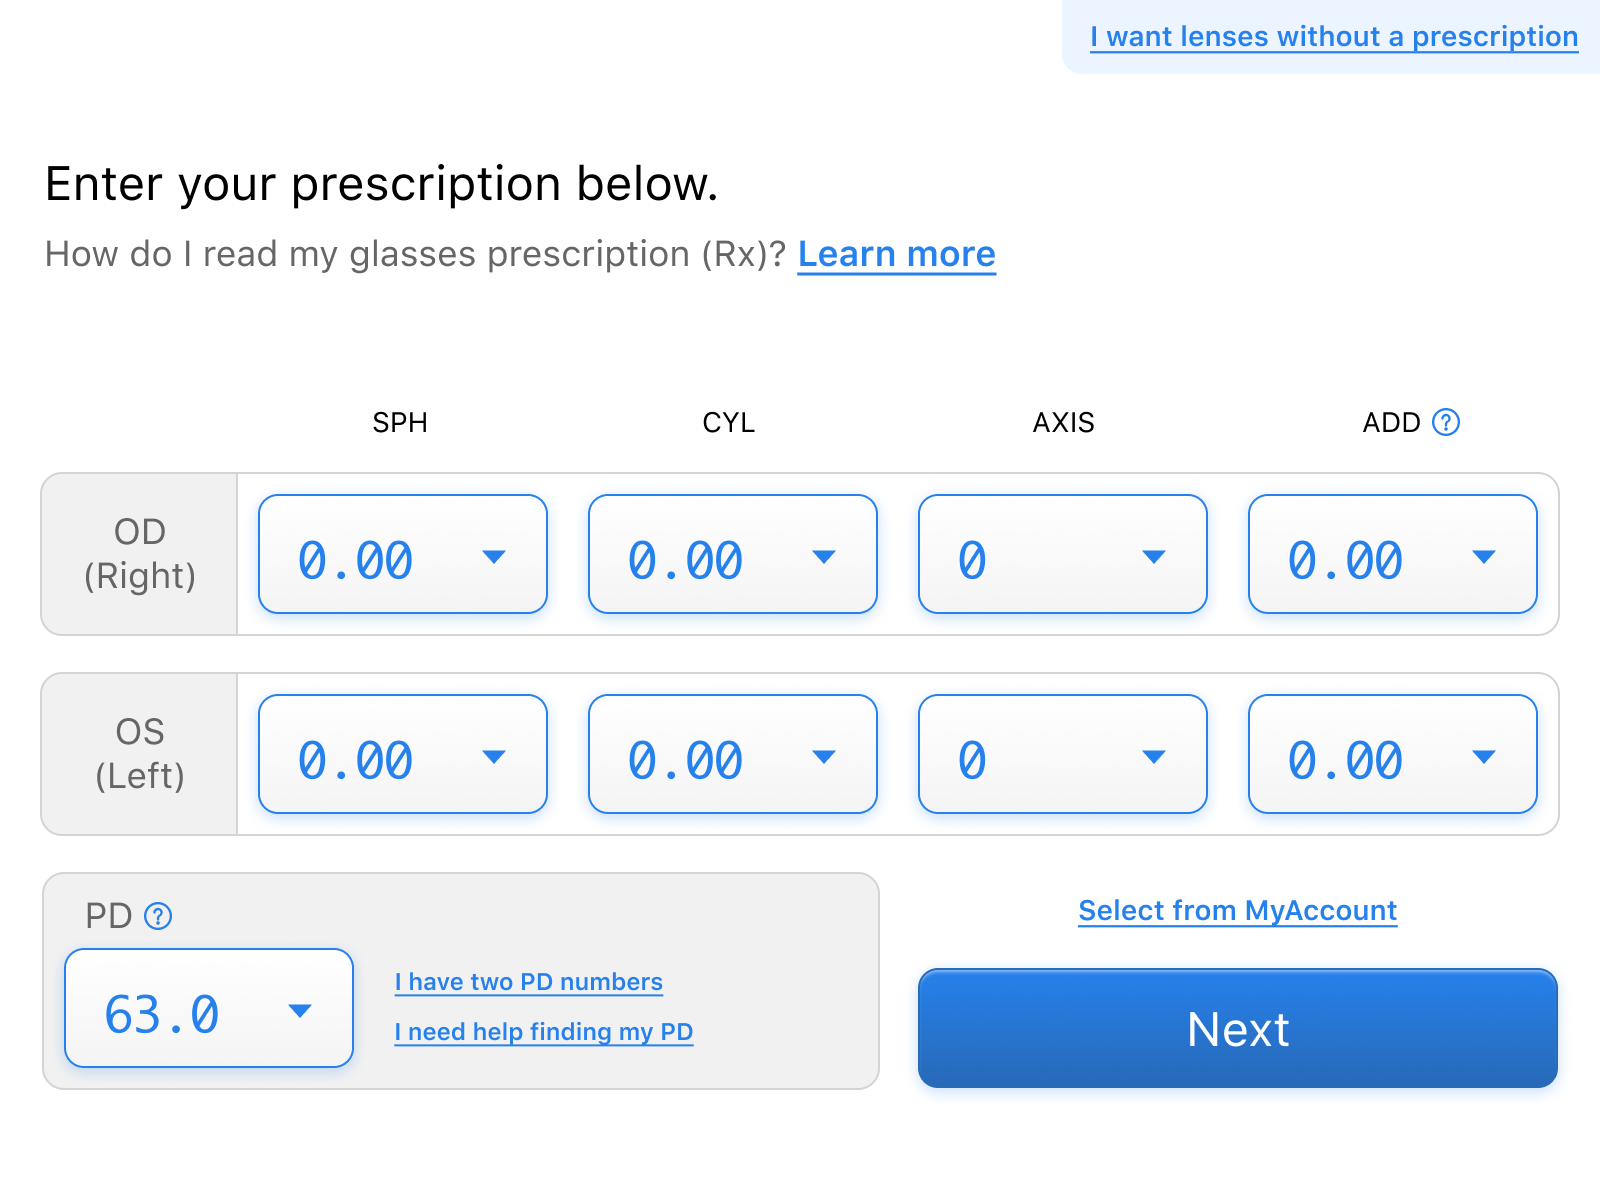 I want lenses without a prescription
Enter your prescription below.
How do I read my glasses prescription (Rx)? Learn more
SPH CYL AXIS ADD ?
OD
(Right)
0.00 0.00 0 0.00
OS
(Left)
0.00 0.00 0 0.00
PD ?
63.0
I have two PD numbers
I need help finding my PD
Select from MyAccount
Next